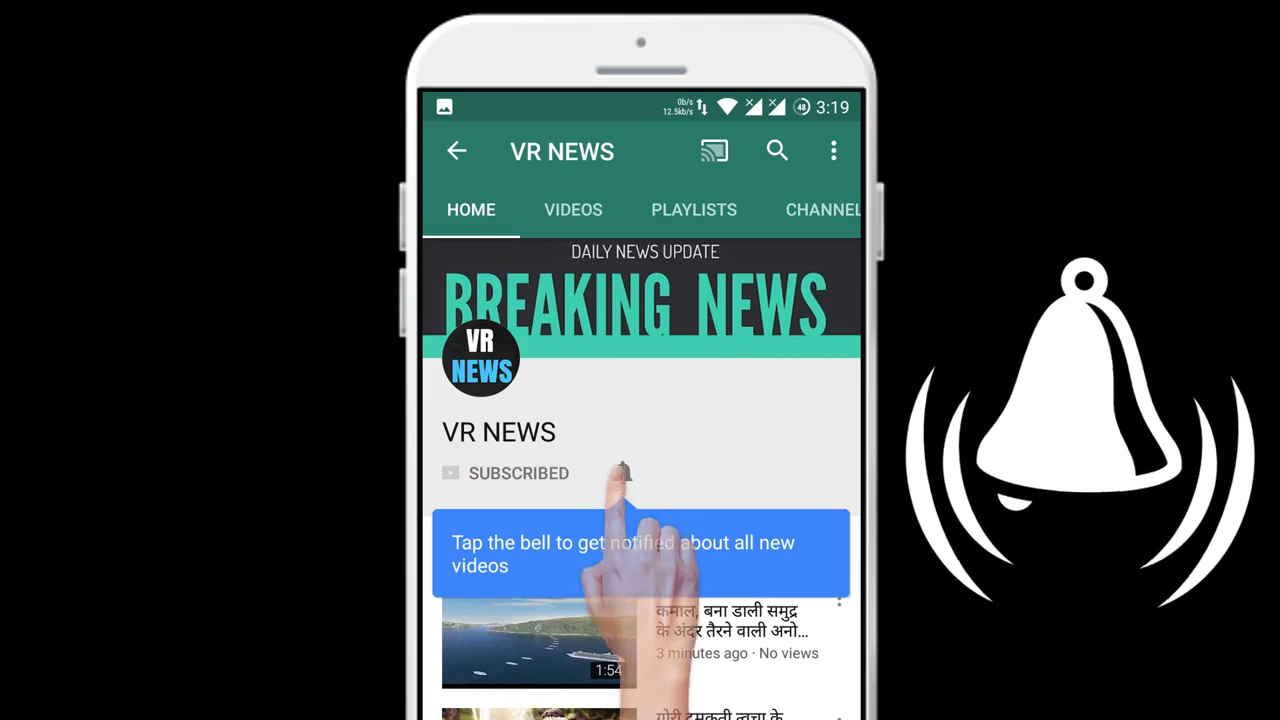 0b/s
12.5kb/s
48
3:19
VR NEWS
HOME VIDEOS PLAYLISTS CHANNEL
DAILY NEWS UPDATE
BREAKING NEWS
VR
NEWS
VR NEWS
SUBSCRIBED
Tap the bell to get notified about all new
videos
कमाल, बना डाली समुद्र
के अंदर तैरने वाली अनो...
3 minutes ago · No views
1:54
गोरी दमकती त्वचा के